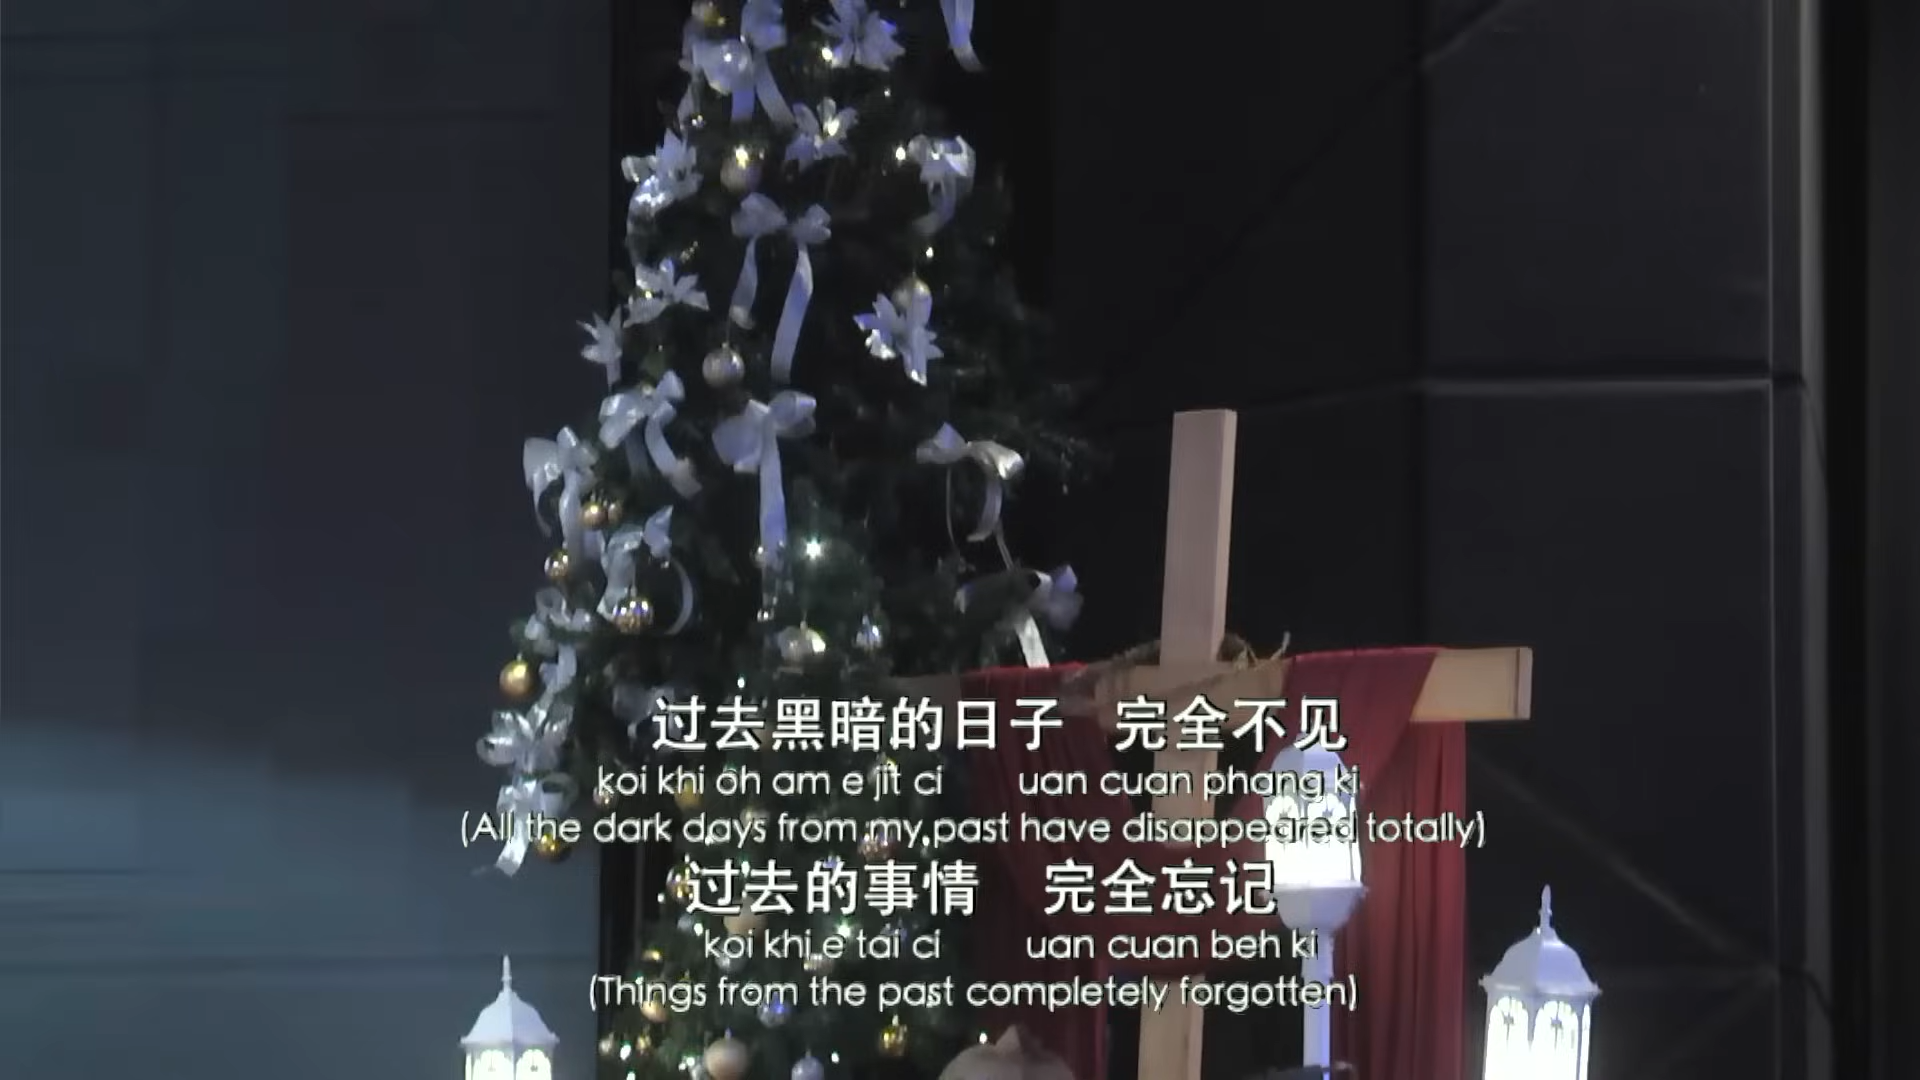 过去黑暗的日子 完全不见
koi khi oh am e jit ci uan cuan phang ki
(All the dark days from my past have disappeared totally)
过去的事情 完全忘记
koi khi e tai ci uan cuan beh ki
(Things from the past completely forgotten)